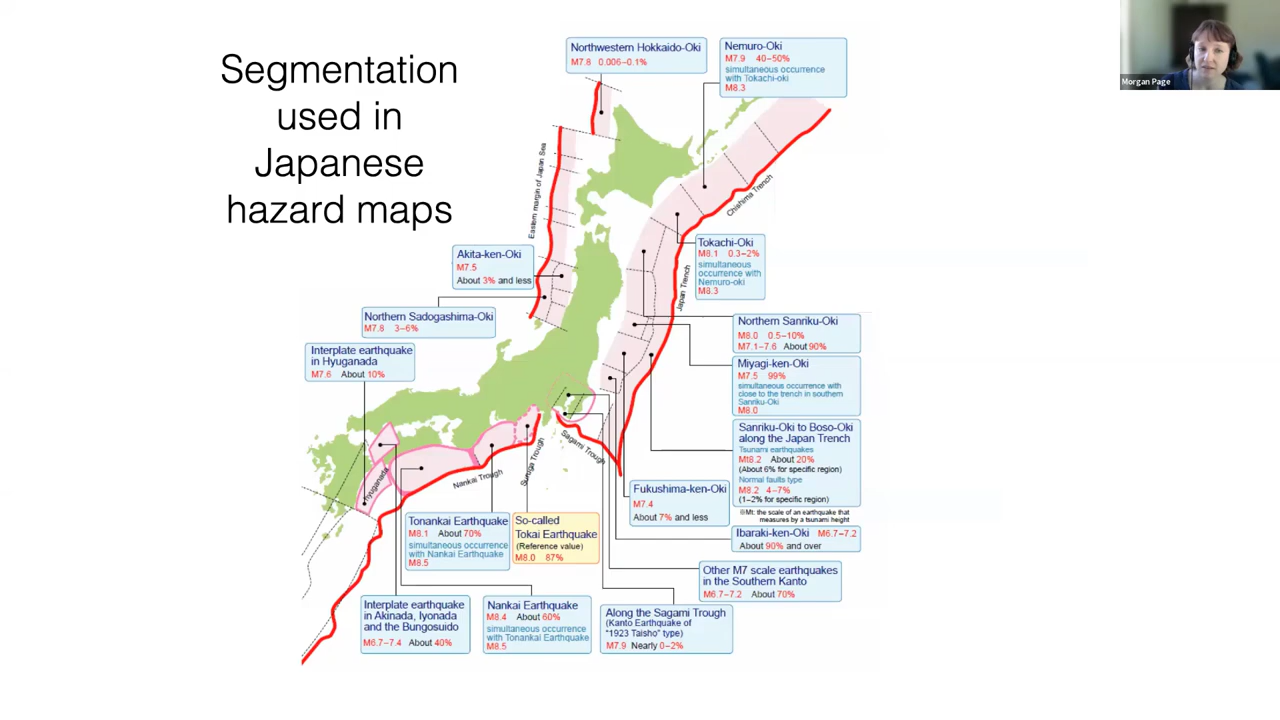 Segmentation
used in
Japanese
hazard maps
Morgan Page
Northwestern Hokkaido-Oki
M7.8 0.006–0.1%
Nemuro-Oki
M7.9 40–50%
simultaneous occurrence
with Tokachi-oki
M8.3
Eastern margin of Japan Sea
Chishima Trench
Akita-ken-Oki
M7.5
About 3% and less
Tokachi-Oki
M8.1 0.3–2%
simultaneous
occurrence with
Nemuro-oki
M8.3
Japan Trench
Northern Sadogashima-Oki
M7.8 3–6%
Northern Sanriku-Oki
M8.0 0.5–10%
M7.1–7.6 About 90%
Interplate earthquake
in Hyuganada
M7.6 About 10%
Miyagi-ken-Oki
M7.5 99%
simultaneous occurrence with
close to the trench in southern
Sanriku-Oki
M8.0
Sanriku-Oki to Boso-Oki
along the Japan Trench
Tsunami earthquakes
Mt8.2 About 20%
(About 6% for specific region)
Normal faults type
M8.2 4–7%
(1–2% for specific region)
※Mt: the scale of an earthquake that
measures by a tsunami height
Hyuganada
Nankai Trough
Suruga Trough
Sagami Trough
Fukushima-ken-Oki
M7.4
About 7% and less
Tonankai Earthquake
M8.1 About 70%
simultaneous occurrence
with Nankai Earthquake
M8.5
So-called
Tokai Earthquake
(Reference value)
M8.0 87%
Ibaraki-ken-Oki M6.7–7.2
About 90% and over
Other M7 scale earthquakes
in the Southern Kanto
M6.7–7.2 About 70%
Interplate earthquake
in Akinada, Iyonada
and the Bungosuido
M6.7–7.4 About 40%
Nankai Earthquake
M8.4 About 60%
simultaneous occurrence
with Tonankai Earthquake
M8.5
Along the Sagami Trough
(Kanto Earthquake of
"1923 Taisho" type)
M7.9 Nearly 0–2%